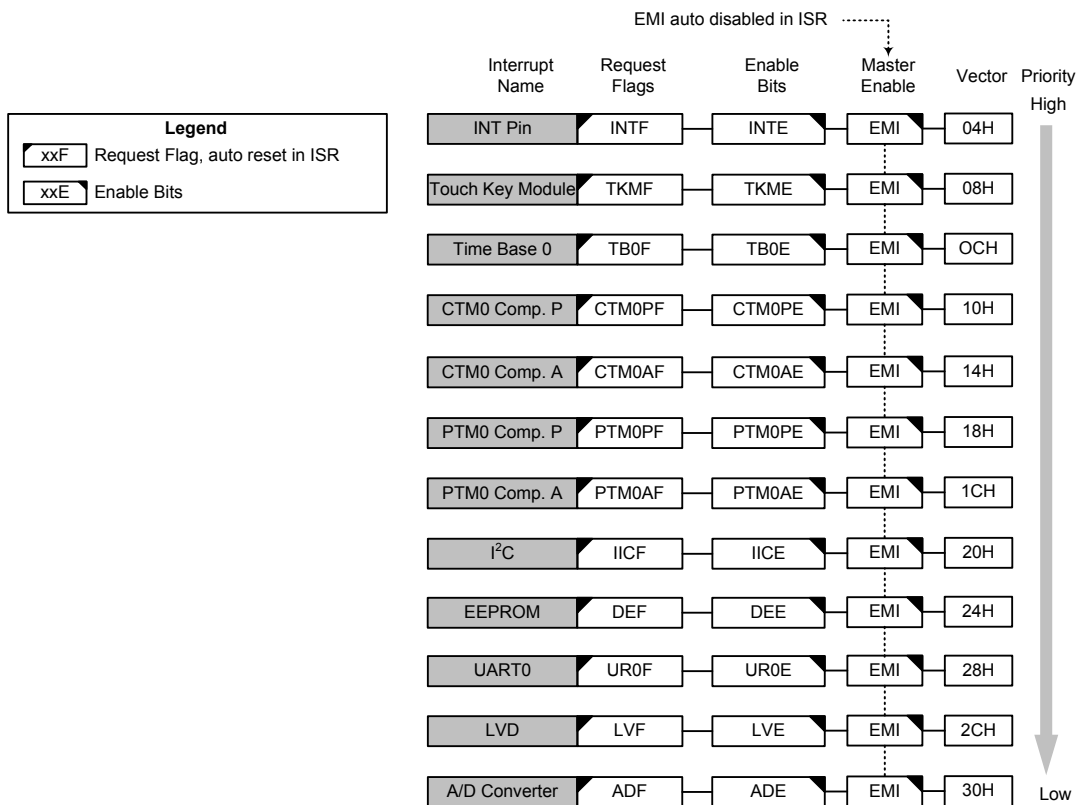 EMI auto disabled in ISR
Interrupt Name
Request Flags
Enable Bits
Master Enable
Vector
Priority
High
Legend
xxF Request Flag, auto reset in ISR
xxE Enable Bits
INT Pin INTF INTE EMI 04H
Touch Key Module TKMF TKME EMI 08H
Time Base 0 TB0F TB0E EMI OCH
CTM0 Comp. P CTM0PF CTM0PE EMI 10H
CTM0 Comp. A CTM0AF CTM0AE EMI 14H
PTM0 Comp. P PTM0PF PTM0PE EMI 18H
PTM0 Comp. A PTM0AF PTM0AE EMI 1CH
I²C IICF IICE EMI 20H
EEPROM DEF DEE EMI 24H
UART0 UR0F UR0E EMI 28H
LVD LVF LVE EMI 2CH
A/D Converter ADF ADE EMI 30H
Low